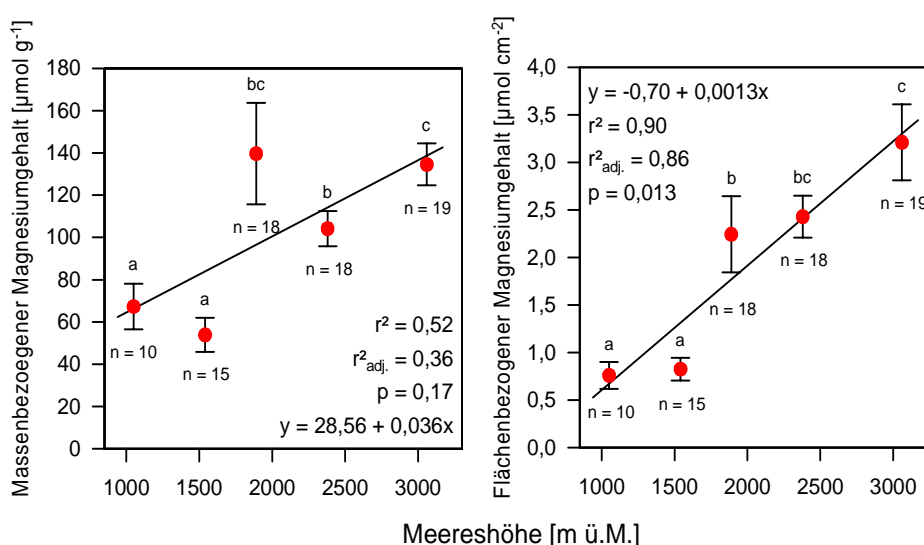 Massenbezoegener Magnesiumgehalt [µmol g⁻¹]
180
160
140
120
100
80
60
40
20
0
a
n = 10
a
n = 15
bc
n = 18
b
n = 18
c
n = 19
r² = 0,52
r²adj. = 0,36
p = 0,17
y = 28,56 + 0,036x
1000 1500 2000 2500 3000
Flächenbezogener Magnesiumgehalt [µmol cm⁻²]
4,0
3,5
3,0
2,5
2,0
1,5
1,0
0,5
0,0
y = -0,70 + 0,0013x
r² = 0,90
r²adj. = 0,86
p = 0,013
a
n = 10
a
n = 15
b
n = 18
bc
n = 18
c
n = 19
1000 1500 2000 2500 3000
Meereshöhe [m ü.M.]